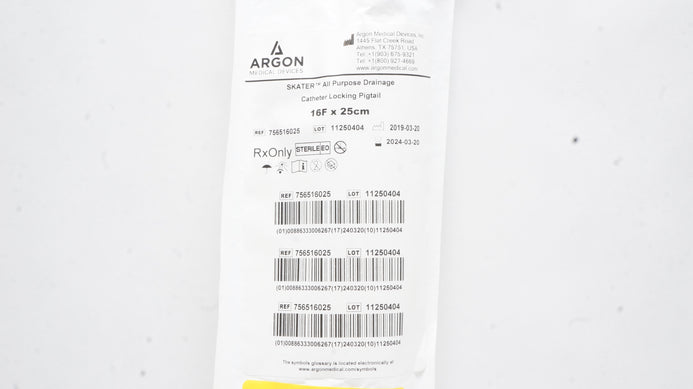 ARGON
MEDICAL DEVICES
Argon Medical Devices, Inc.
1445 Flat Creek Road
Athens, TX 75751, USA
Tel: +1(903) 675-9321
Tel: +1(800) 927-4669
www.argonmedical.com
SKATER™ All Purpose Drainage
Catheter Locking Pigtail
16F x 25cm
REF 756516025 LOT 11250404 2019-03-20
2024-03-20
RxOnly STERILE EO
REF 756516025 LOT 11250404
(01)00886333006267(17)240320(10)11250404
REF 756516025 LOT 11250404
(01)00886333006267(17)240320(10)11250404
REF 756516025 LOT 11250404
(01)00886333006267(17)240320(10)11250404
The symbols glossary is located electronically at
www.argonmedical.com/symbols